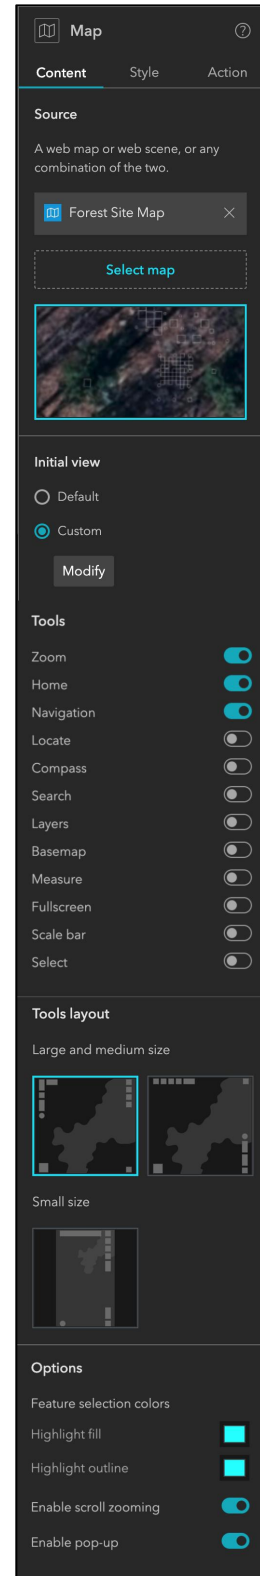 Map
?
Content Style Action
Source
A web map or web scene, or any
combination of the two.
Forest Site Map
Select map
Initial view
Default
Custom
Modify
Tools
Zoom
Home
Navigation
Locate
Compass
Search
Layers
Basemap
Measure
Fullscreen
Scale bar
Select
Tools layout
Large and medium size
Small size
Options
Feature selection colors
Highlight fill
Highlight outline
Enable scroll zooming
Enable pop-up